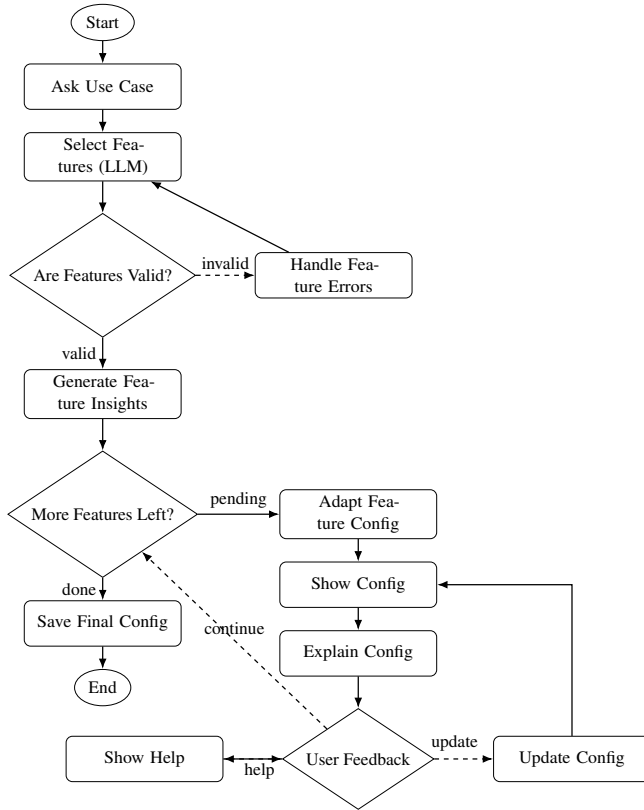 Start
Ask Use Case
Select Fea-
tures (LLM)
Are Features Valid?
invalid
Handle Fea-
ture Errors
valid
Generate Fea-
ture Insights
More Features Left?
pending
Adapt Fea-
ture Config
done
Show Config
Save Final Config
continue
Explain Config
End
Show Help
help
User Feedback
update
Update Config